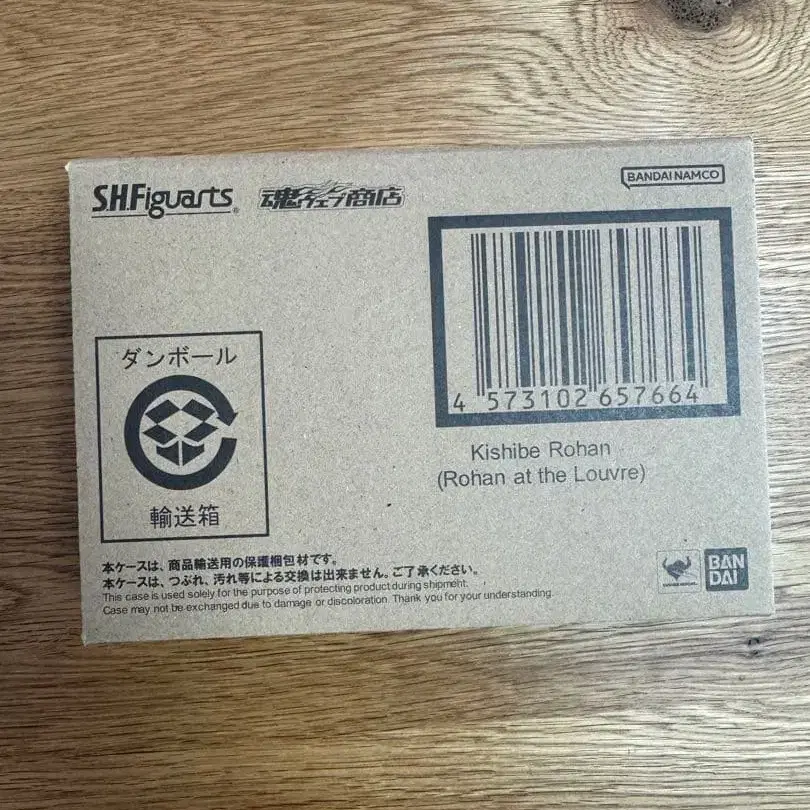 S.H.Figuarts®
魂ウェブ商店
BANDAI NAMCO
4 573102 657664
Kishibe Rohan
(Rohan at the Louvre)
ダンボール
輸送箱
本ケースは、商品輸送用の保護梱包材です。
本ケースは、つぶれ、汚れ等による交換は出来ません。ご了承ください。
This case is used solely for the purpose of protecting product during shipment.
Case may not be exchanged due to damage or discoloration. Thank you for your understanding.
BAN
DAI